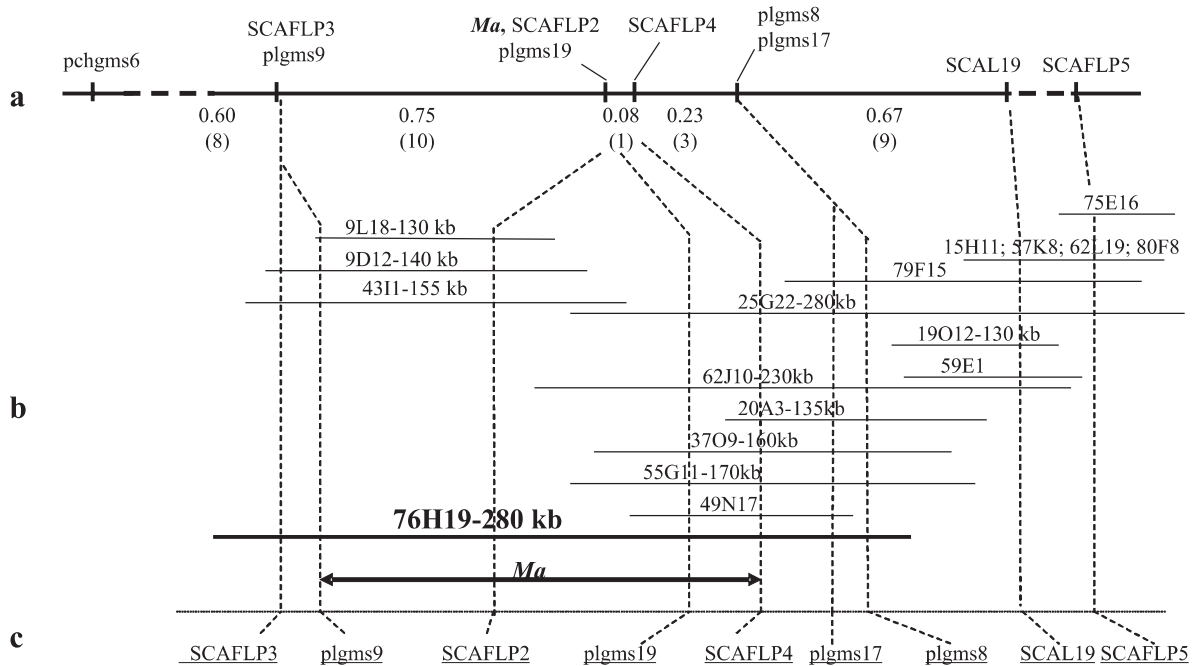 SCAFLP3
plgms9
Ma, SCAFLP2
plgms19
SCAFLP4
plgms8
plgms17
pchgms6
SCAL19
SCAFLP5
a
0.60
(8)
0.75
(10)
0.08
(1)
0.23
(3)
0.67
(9)
75E16
9L18-130 kb
15H11; 57K8; 62L19; 80F8
9D12-140 kb
79F15
43I1-155 kb
25G22-280kb
19O12-130 kb
59E1
62J10-230kb
b
20A3-135kb
37O9-160kb
55G11-170kb
49N17
76H19-280 kb
Ma
c
SCAFLP3 plgms9 SCAFLP2 plgms19 SCAFLP4 plgms17 plgms8 SCAL19 SCAFLP5